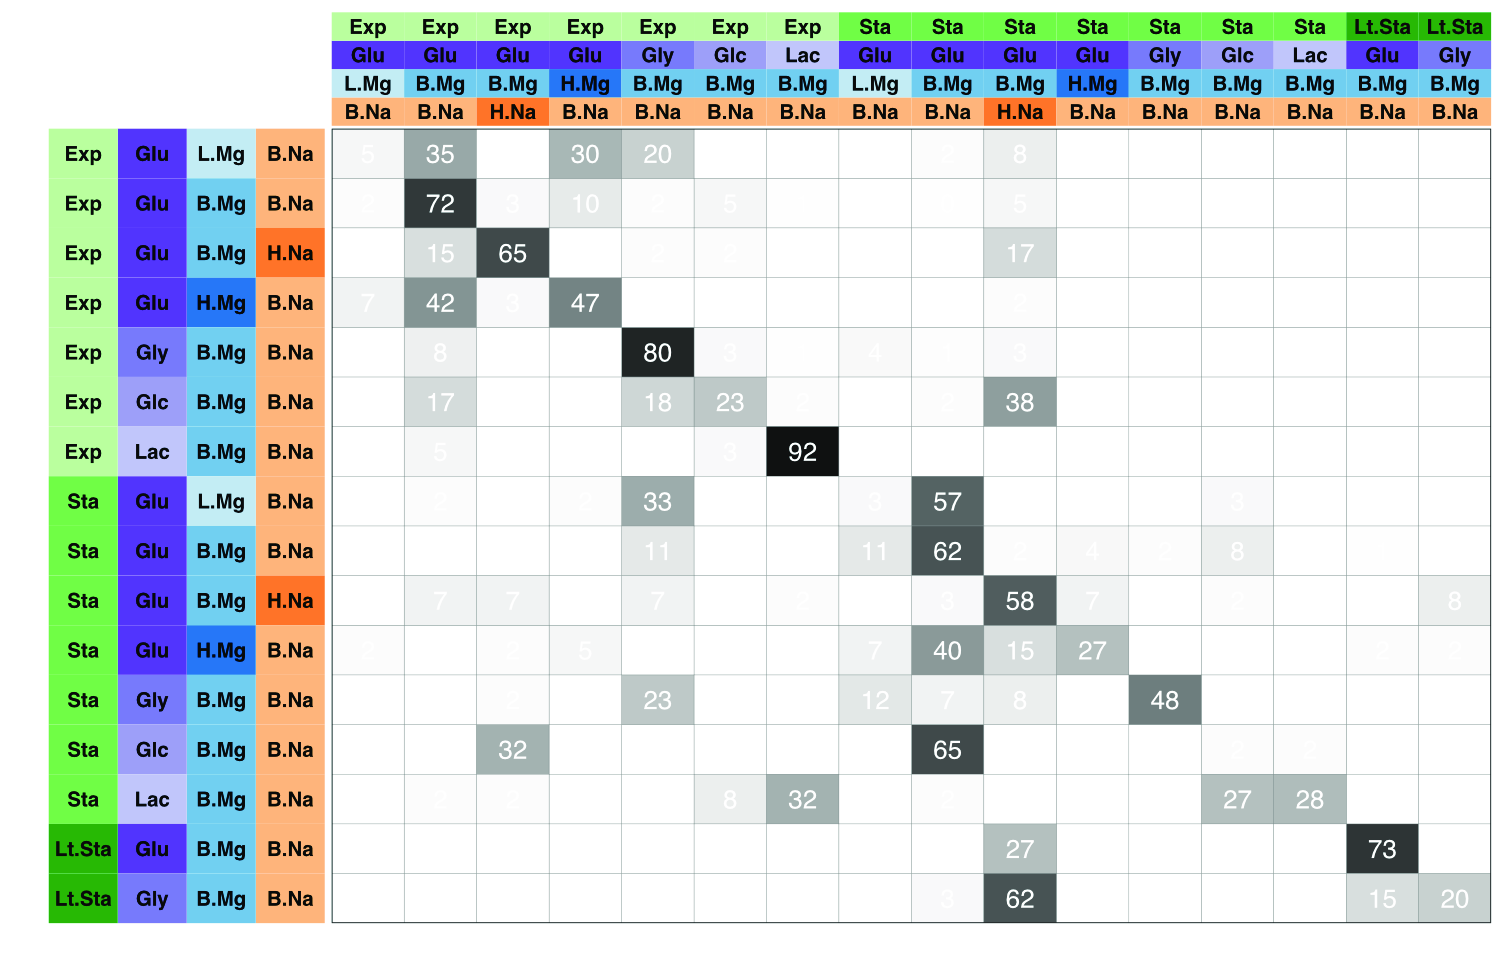 Exp Exp Exp Exp Exp Exp Exp Sta Sta Sta Sta Sta Sta Sta Lt.Sta Lt.Sta
Glu Glu Glu Glu Gly Glc Lac Glu Glu Glu Glu Gly Glc Lac Glu Gly
L.Mg B.Mg B.Mg H.Mg B.Mg B.Mg B.Mg L.Mg B.Mg B.Mg H.Mg B.Mg B.Mg B.Mg B.Mg B.Mg
B.Na B.Na H.Na B.Na B.Na B.Na B.Na B.Na B.Na H.Na B.Na B.Na B.Na B.Na B.Na B.Na
Exp Glu L.Mg B.Na 5 35 30 20 2 8
Exp Glu B.Mg B.Na 2 72 3 10 2 5 5
Exp Glu B.Mg H.Na 15 65 2 2 17
Exp Glu H.Mg B.Na 7 42 3 47 2
Exp Gly B.Mg B.Na 8 80 3 4 1 3
Exp Glc B.Mg B.Na 17 18 23 2 2 38
Exp Lac B.Mg B.Na 5 3 92
Sta Glu L.Mg B.Na 2 2 33 3 57 3
Sta Glu B.Mg B.Na 11 11 62 2 4 2 8
Sta Glu B.Mg H.Na 7 7 7 2 3 58 7 2 8
Sta Glu H.Mg B.Na 2 2 5 7 40 15 27 2 2
Sta Gly B.Mg B.Na 2 23 12 7 8 48
Sta Glc B.Mg B.Na 32 65 2 2
Sta Lac B.Mg B.Na 2 2 8 32 2 27 28
Lt.Sta Glu B.Mg B.Na 27 73
Lt.Sta Gly B.Mg B.Na 3 62 15 20